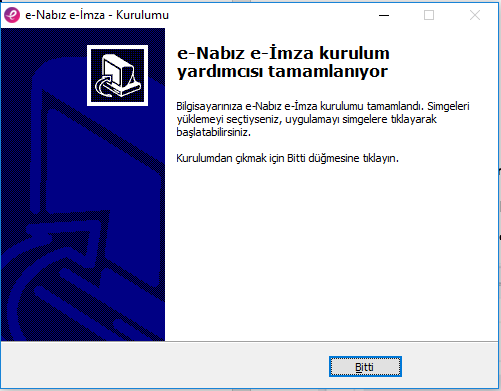 e-Nabız e-İmza - Kurulumu
e-Nabız e-İmza kurulum
yardımcısı tamamlanıyor
Bilgisayarınıza e-Nabız e-İmza kurulumu tamamlandı. Simgeleri
yüklemeyi seçtiyseniz, uygulamayı simgelere tıklayarak
başlatabilirsiniz.
Kurulumdan çıkmak için Bitti düğmesine tıklayın.
Bitti